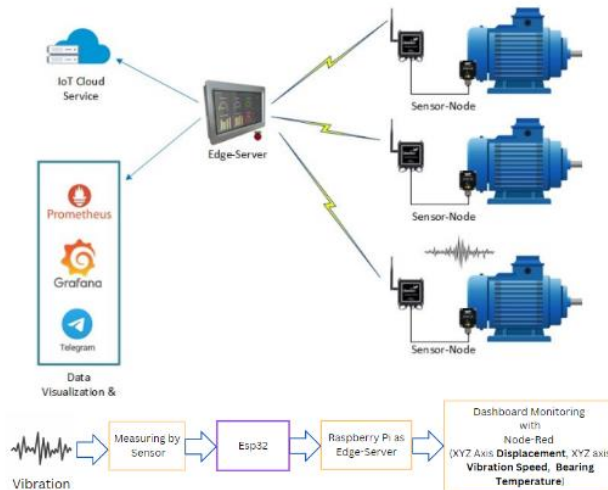 IoT Cloud
Service
Edge-Server
Sensor-Node
Sensor-Node
Sensor-Node
Prometheus
Grafana
Telegram
Data
Visualization &
Vibration
Measuring by
Sensor
Esp32
Raspberry Pi as
Edge-Server
Dashboard Monitoring
with
Node-Red
(XYZ Axis Displacement, XYZ axis
Vibration Speed, Bearing
Temperature)